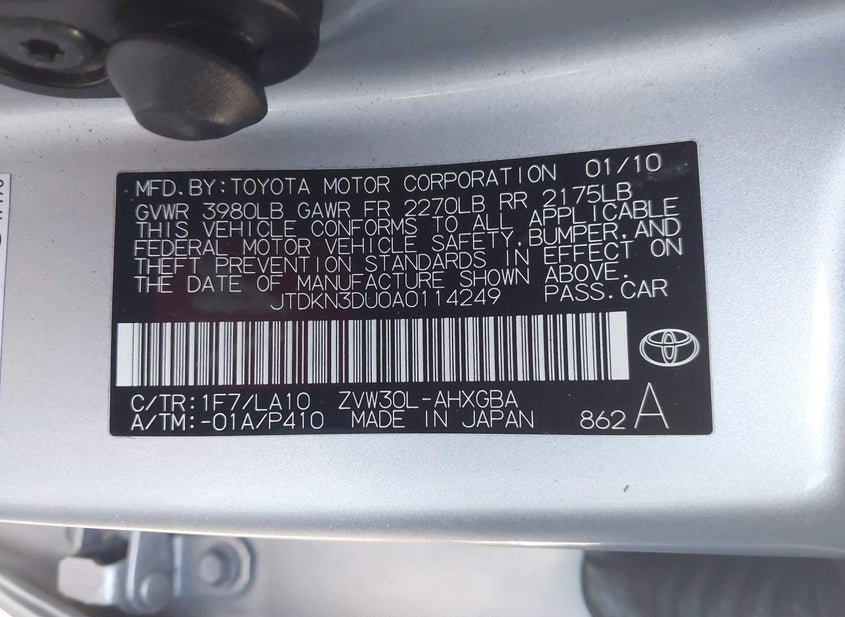 MFD.BY:TOYOTA MOTOR CORPORATION 01/10
GVWR 3980LB GAWR FR 2270LB RR 2175LB
THIS VEHICLE CONFORMS TO ALL APPLICABLE
FEDERAL MOTOR VEHICLE SAFETY,BUMPER,AND
THEFT PREVENTION STANDARDS IN EFFECT ON
THE DATE OF MANUFACTURE SHOWN ABOVE.
JTDKN3DU0A0114249 PASS.CAR
C/TR:1F7/LA10 ZVW30L-AHXGBA
A/TM:-01A/P410 MADE IN JAPAN 862 A